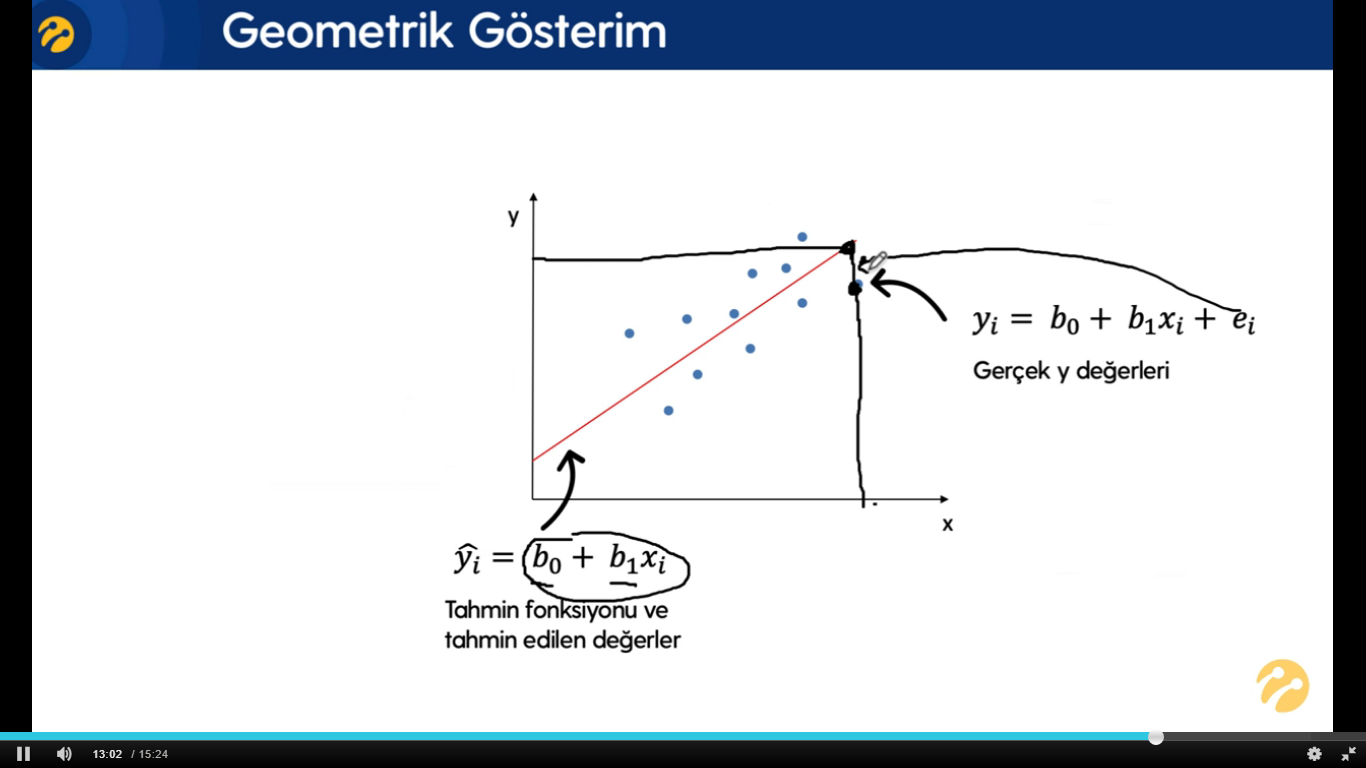 Geometrik Gösterim
y
yᵢ = b₀ + b₁xᵢ + eᵢ
Gerçek y değerleri
x
ŷᵢ = b₀ + b₁xᵢ
Tahmin fonksiyonu ve
tahmin edilen değerler
13:02 / 15:24